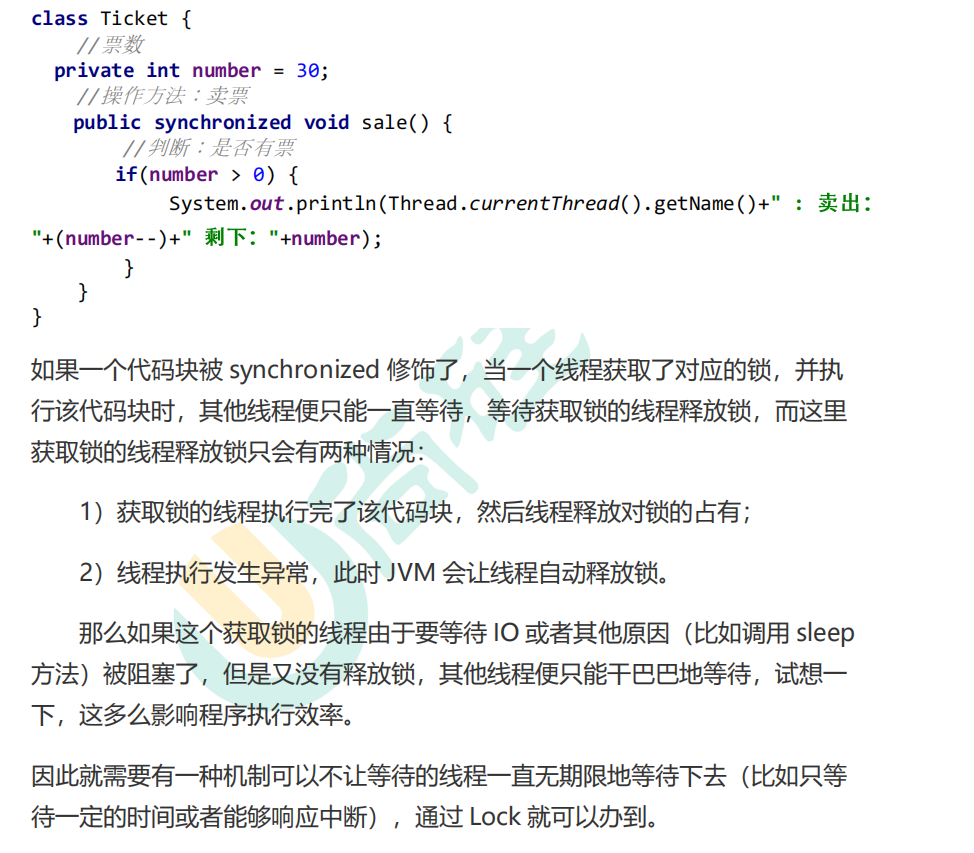 class Ticket {
//票数
private int number = 30;
//操作方法：卖票
public synchronized void sale() {
//判断：是否有票
if(number > 0) {
System.out.println(Thread.currentThread().getName()+" : 卖出：
"+(number--)+" 剩下："+number);
}
}
}
如果一个代码块被 synchronized 修饰了，当一个线程获取了对应的锁，并执
行该代码块时，其他线程便只能一直等待，等待获取锁的线程释放锁，而这里
获取锁的线程释放锁只会有两种情况：
1）获取锁的线程执行完了该代码块，然后线程释放对锁的占有；
2）线程执行发生异常，此时 JVM 会让线程自动释放锁。
那么如果这个获取锁的线程由于要等待 IO 或者其他原因（比如调用 sleep
方法）被阻塞了，但是又没有释放锁，其他线程便只能干巴巴地等待，试想一
下，这多么影响程序执行效率。
因此就需要有一种机制可以不让等待的线程一直无期限地等待下去（比如只等
待一定的时间或者能够响应中断），通过 Lock 就可以办到。